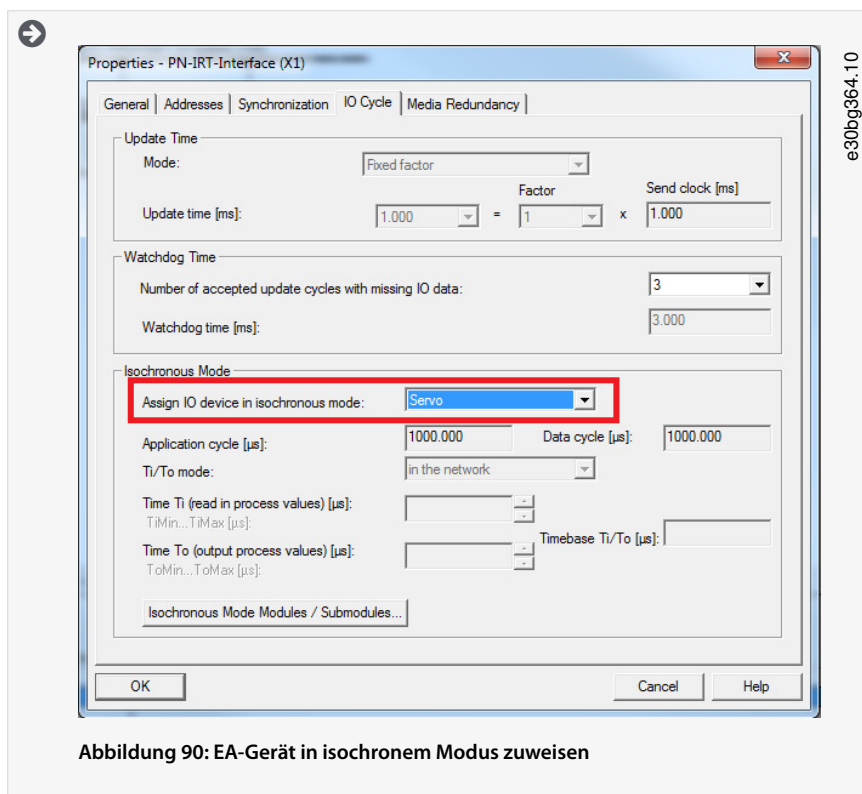 Properties - PN-IRT-Interface (X1)
General Addresses Synchronization IO Cycle Media Redundancy
Update Time
Mode: Fixed factor
Factor Send clock [ms]
Update time [ms]: 1.000 = 1 x 1.000
Watchdog Time
Number of accepted update cycles with missing IO data: 3
Watchdog time [ms]: 3.000
Isochronous Mode
Assign IO device in isochronous mode: Servo
Application cycle [µs]: 1000.000 Data cycle [µs]: 1000.000
Ti/To mode: in the network
Time Ti (read in process values) [µs]:
TiMin...TiMax [µs]:
Timebase Ti/To [µs]:
Time To (output process values) [µs]:
ToMin...ToMax [µs]:
Isochronous Mode Modules / Submodules...
OK Cancel Help
e30bg364.10
Abbildung 90: EA-Gerät in isochronem Modus zuweisen